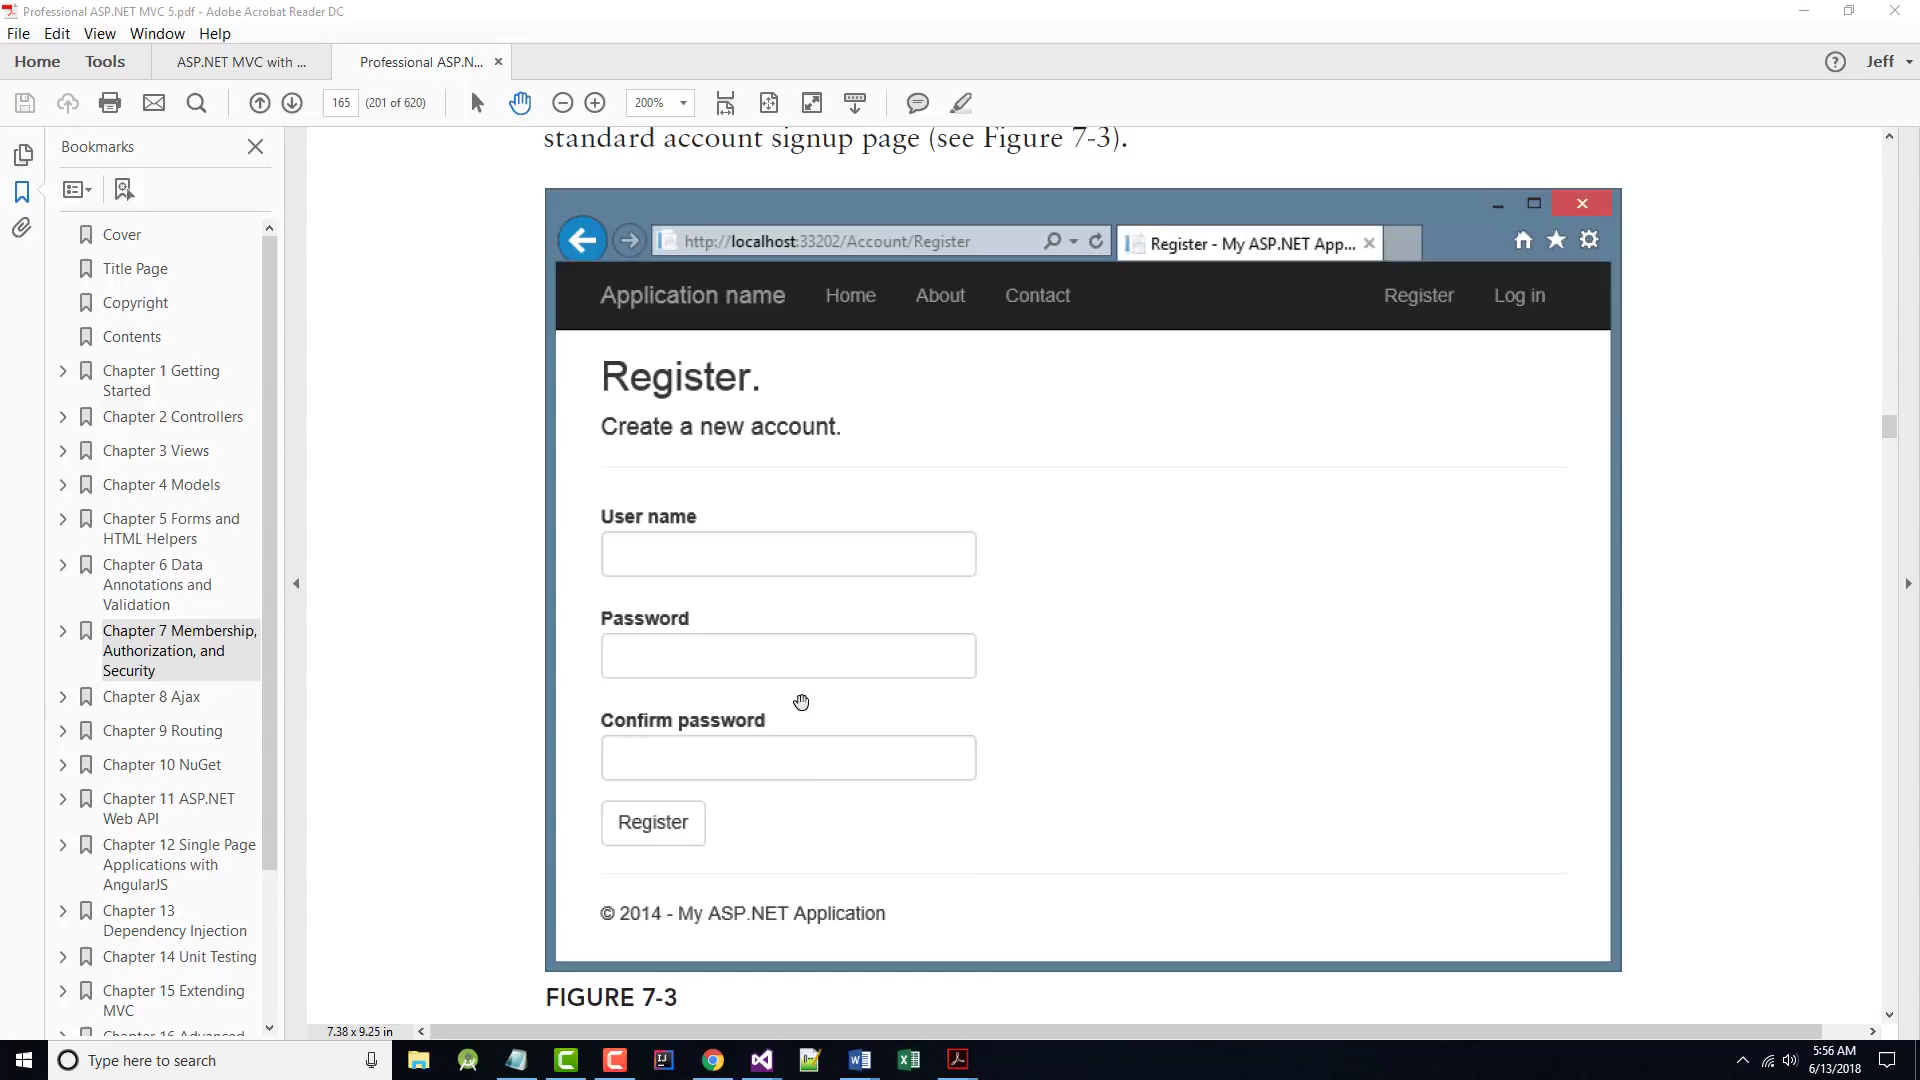 Professional ASP.NET MVC 5.pdf - Adobe Acrobat Reader DC
File Edit View Window Help
Home Tools ASP.NET MVC with ... Professional ASP.N... Jeff
165 (201 of 620) 200%
Bookmarks
Cover
Title Page
Copyright
Contents
Chapter 1 Getting
Started
Chapter 2 Controllers
Chapter 3 Views
Chapter 4 Models
Chapter 5 Forms and
HTML Helpers
Chapter 6 Data
Annotations and
Validation
Chapter 7 Membership,
Authorization, and
Security
Chapter 8 Ajax
Chapter 9 Routing
Chapter 10 NuGet
Chapter 11 ASP.NET
Web API
Chapter 12 Single Page
Applications with
AngularJS
Chapter 13
Dependency Injection
Chapter 14 Unit Testing
Chapter 15 Extending
MVC
Chapter 16 Advanced
standard account signup page (see Figure 7-3).
http://localhost:33202/Account/Register
Register - My ASP.NET App...
Application name Home About Contact Register Log in
Register.
Create a new account.
User name
Password
Confirm password
Register
© 2014 - My ASP.NET Application
FIGURE 7-3
7.38 x 9.25 in
Type here to search
5:56 AM
6/13/2018